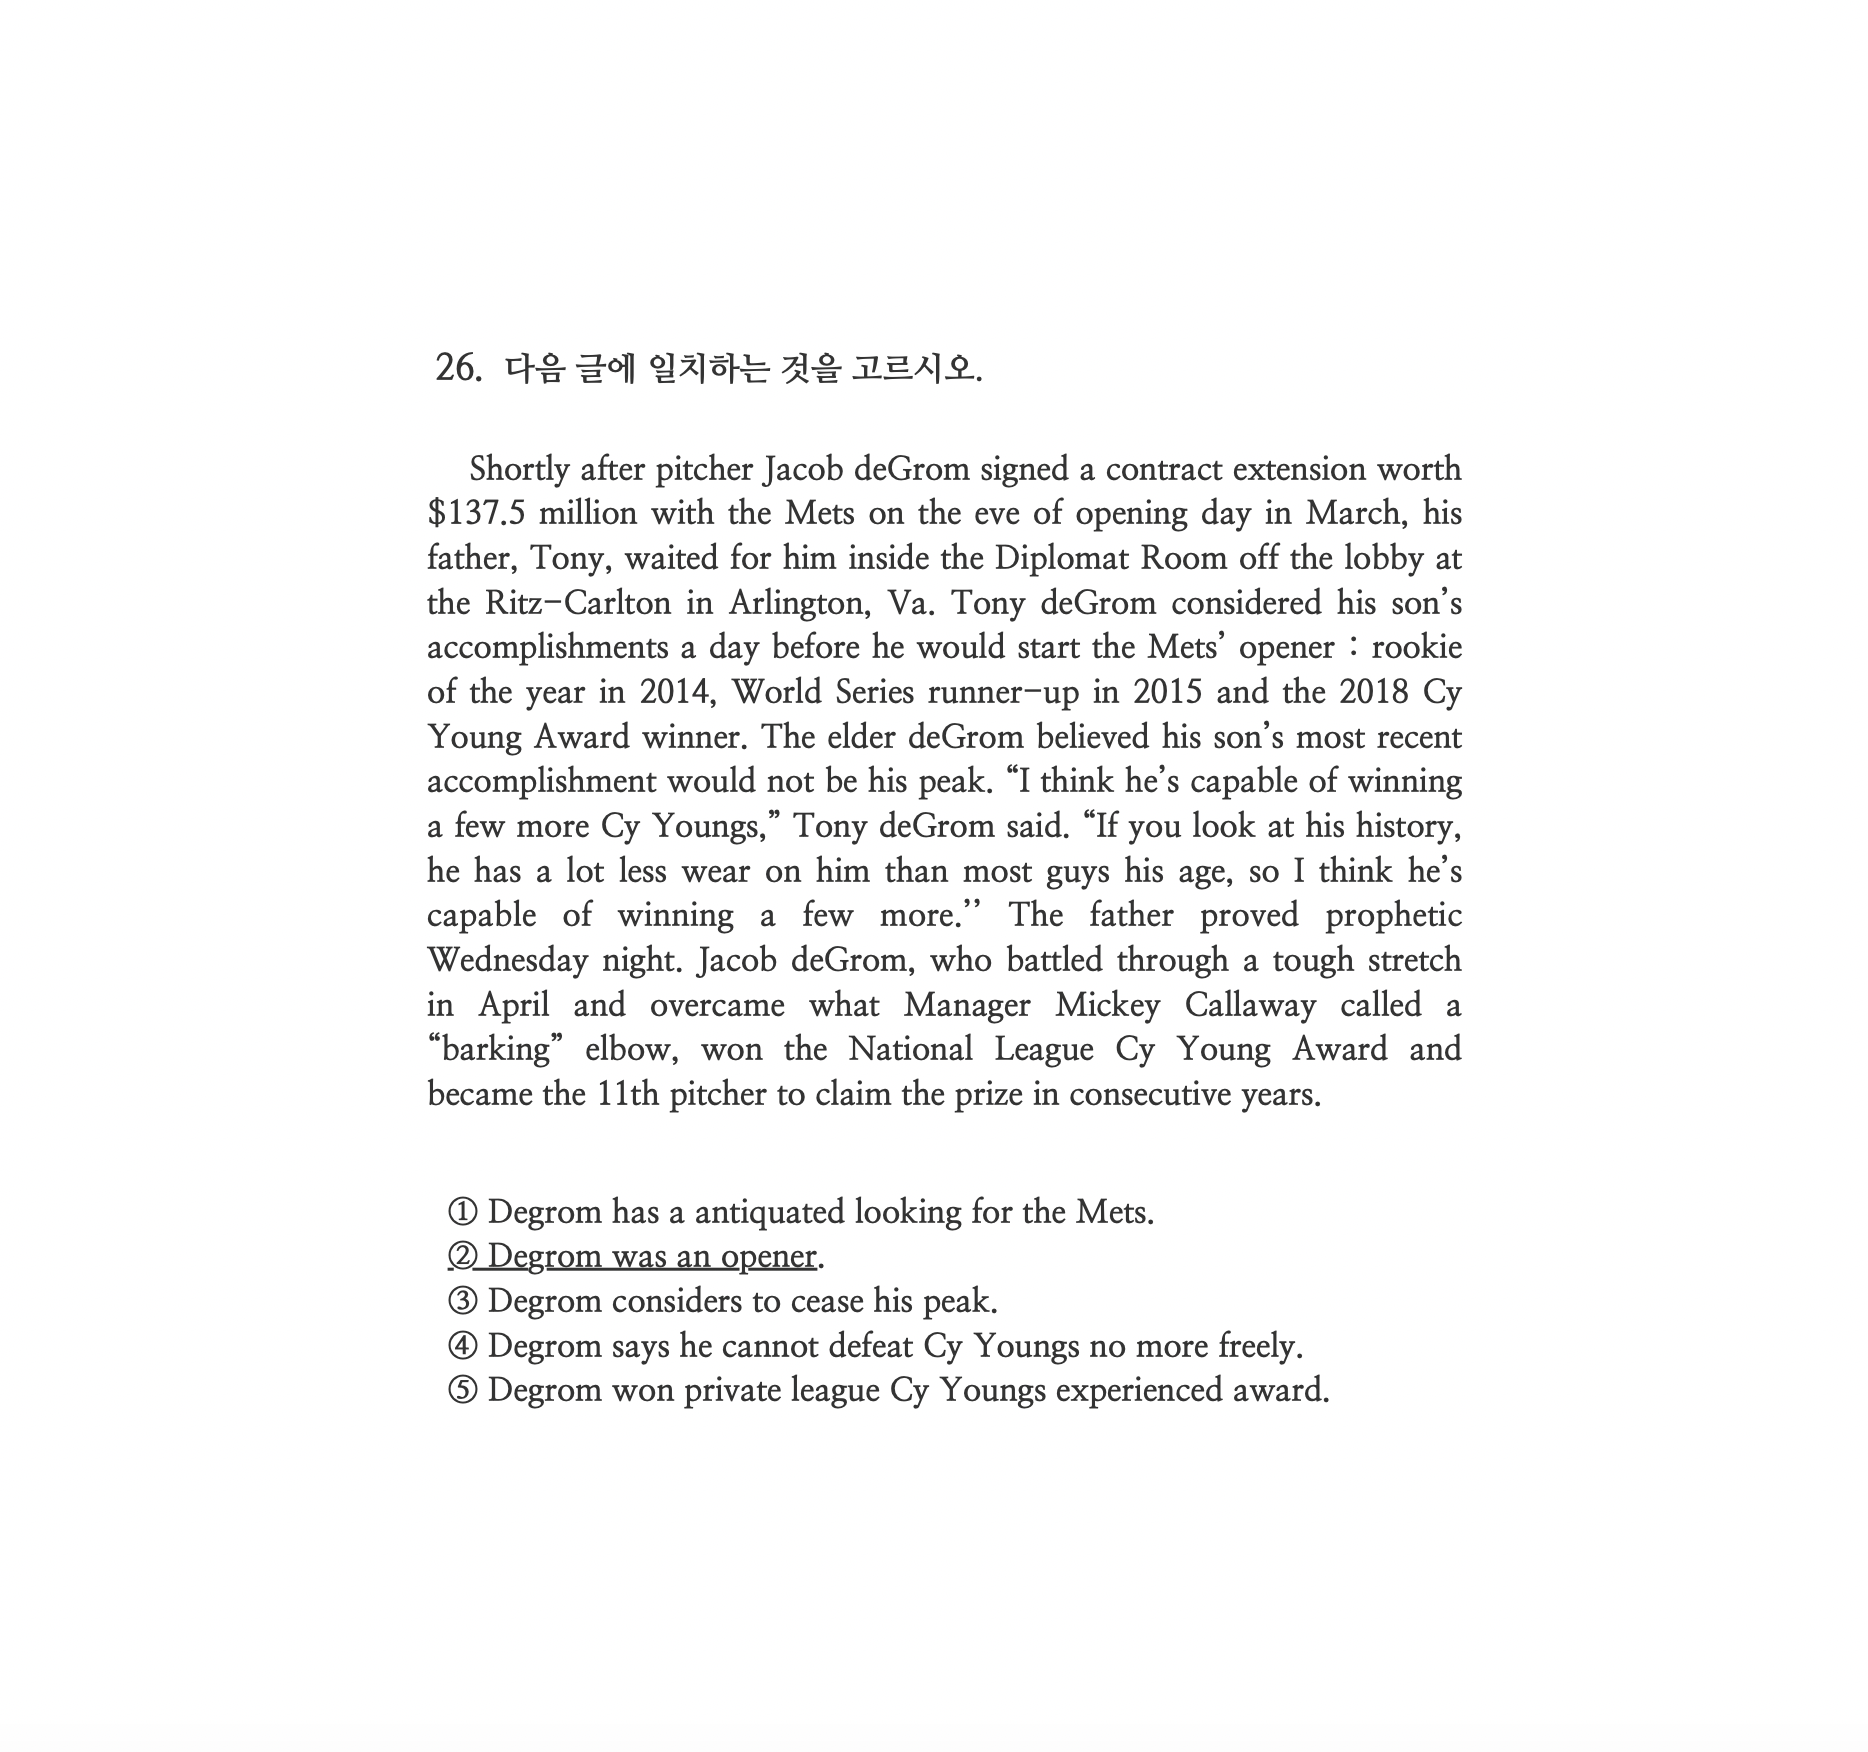 26. 다음 글에 일치하는 것을 고르시오.
Shortly after pitcher Jacob deGrom signed a contract extension worth
$137.5 million with the Mets on the eve of opening day in March, his
father, Tony, waited for him inside the Diplomat Room off the lobby at
the Ritz-Carlton in Arlington, Va. Tony deGrom considered his son's
accomplishments a day before he would start the Mets' opener : rookie
of the year in 2014, World Series runner-up in 2015 and the 2018 Cy
Young Award winner. The elder deGrom believed his son's most recent
accomplishment would not be his peak. “I think he's capable of winning
a few more Cy Youngs,” Tony deGrom said. “If you look at his history,
he has a lot less wear on him than most guys his age, so I think he's
capable of winning a few more.’’ The father proved prophetic
Wednesday night. Jacob deGrom, who battled through a tough stretch
in April and overcame what Manager Mickey Callaway called a
“barking” elbow, won the National League Cy Young Award and
became the 11th pitcher to claim the prize in consecutive years.
① Degrom has a antiquated looking for the Mets.
② Degrom was an opener.
③ Degrom considers to cease his peak.
④ Degrom says he cannot defeat Cy Youngs no more freely.
⑤ Degrom won private league Cy Youngs experienced award.